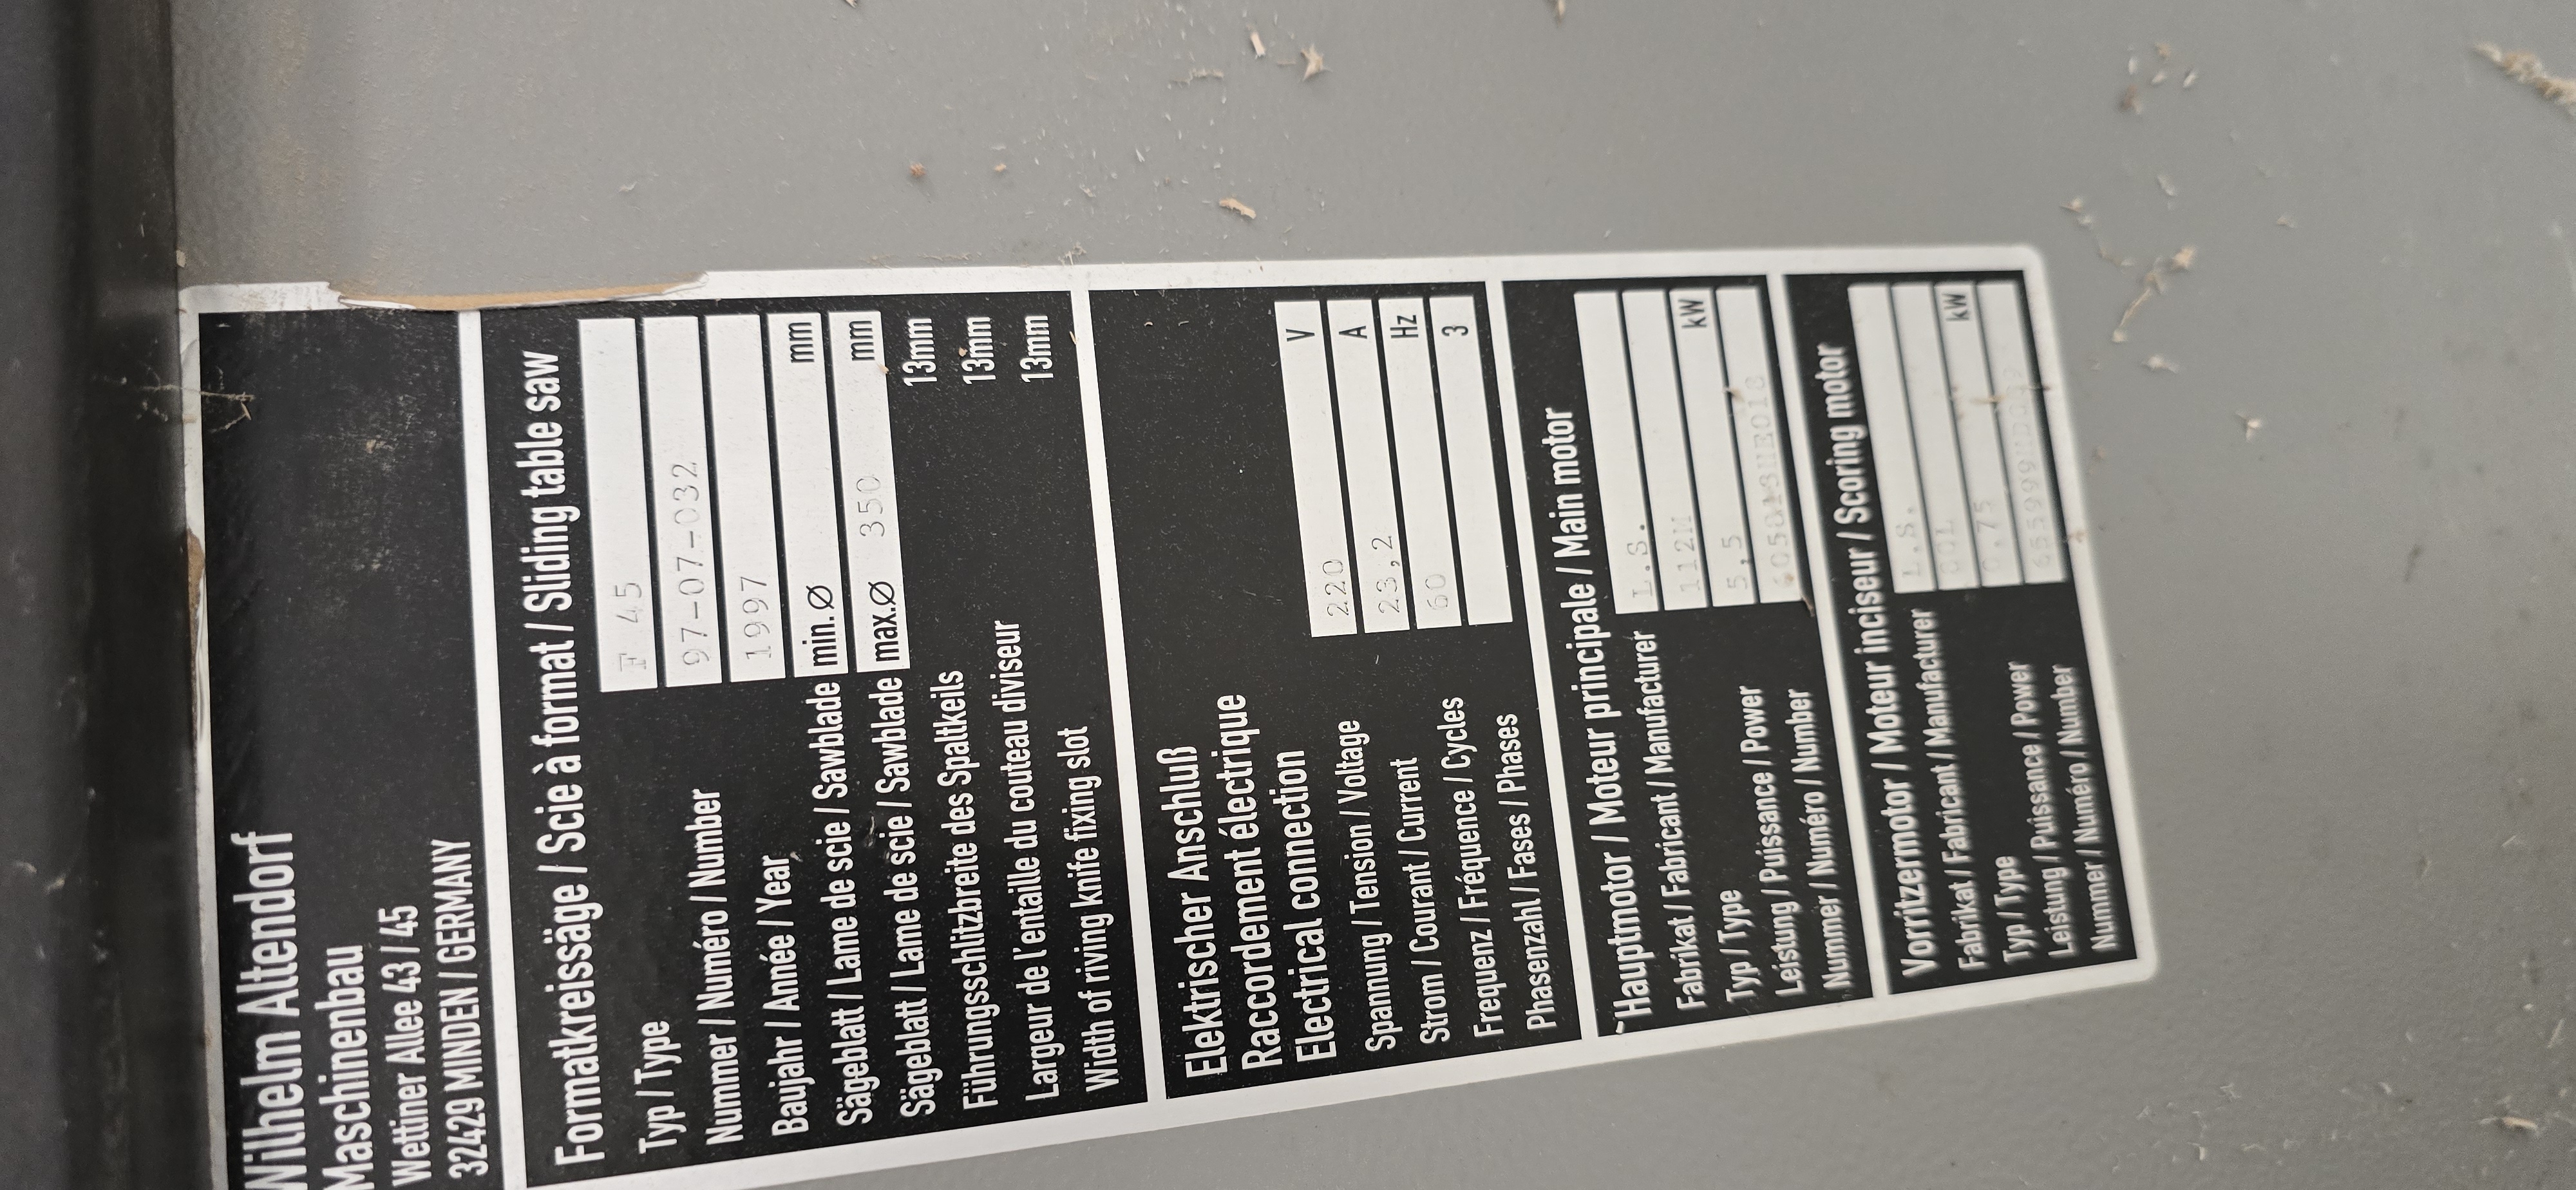 Wilhelm Altendorf
Maschinenbau
Wettiner Allee 43 / 45
32429 MINDEN / GERMANY
Formatkreissäge / Scie à format / Sliding table saw
Typ / Type F 45
Nummer / Numéro / Number 97-07-032
Baujahr / Année / Year 1997
Sägeblatt / Lame de scie / Sawblade min. Ø mm
Sägeblatt / Lame de scie / Sawblade max. Ø 350 mm
Führungsschlitzbreite des Spaltkeils 13mm
Largeur de l'entaille du couteau diviseur 13mm
Width of riving knife fixing slot 13mm
Elektrischer Anschluß
Raccordement électrique
Electrical connection
Spannung / Tension / Voltage 220 V
Strom / Courant / Current 23,2 A
Frequenz / Fréquence / Cycles 60 Hz
Phasenzahl / Fases / Phases 3
Hauptmotor / Moteur principale / Main motor
Fabrikat / Fabricant / Manufacturer L.S.
Typ / Type 112M
Leistung / Puissance / Power 5,5 kW
Nummer / Numéro / Number
Vorritzermotor / Moteur inciseur / Scoring motor
Fabrikat / Fabricant / Manufacturer L.S.
Typ / Type 80L
Leistung / Puissance / Power 0,75 kW
Nummer / Numéro / Number